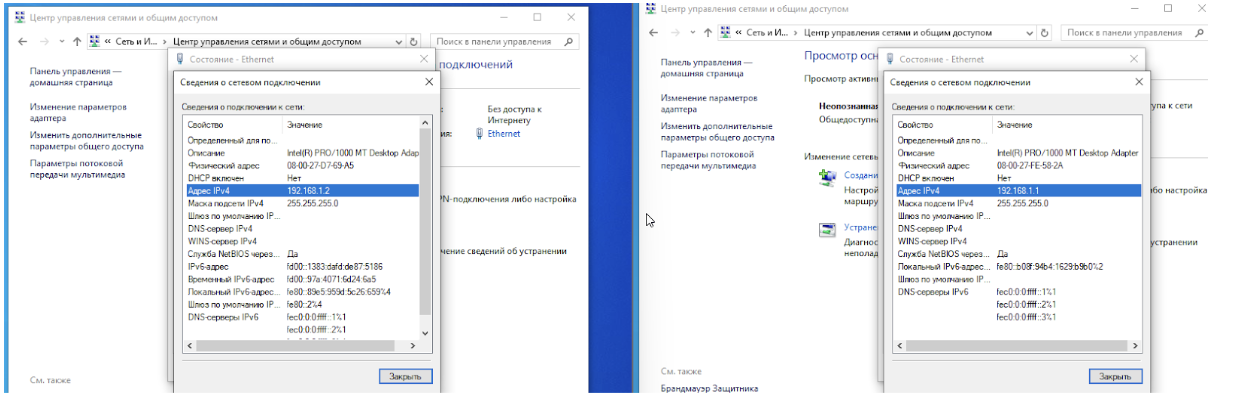 Центр управления сетями и общим доступом
« Сеть и И... › Центр управления сетями и общим доступом
Поиск в панели управления
Панель управления —
домашняя страница
Изменение параметров
адаптера
Изменить дополнительные
параметры общего доступа
Параметры потоковой
передачи мультимедиа
См. также
подключений
Без доступа к
Интернету
ия:
Ethernet
PN-подключения либо настройка
чение сведений об устранении
Состояние - Ethernet
Сведения о сетевом подключении
Сведения о подключении к сети:
Свойство Значение
Определенный для по...
Описание Intel(R) PRO/1000 MT Desktop Adap
Физический адрес 08-00-27-D7-69-A5
DHCP включен Нет
Адрес IPv4 192.168.1.2
Маска подсети IPv4 255.255.255.0
Шлюз по умолчанию IP...
DNS-сервер IPv4
WINS-сервер IPv4
Служба NetBIOS через... Да
IPv6-адрес fd00::1383:dafd:de87:5186
Временный IPv6-адрес fd00::97a:4071:6d24:6a5
Локальный IPv6-адрес... fe80::89e5:959d:5c26:659%4
Шлюз по умолчанию IP... fe80::2%4
DNS-серверы IPv6 fec0:0:0:ffff::1%1
fec0:0:0:ffff::2%1
Закрыть
Центр управления сетями и общим доступом
« Сеть и И... › Центр управления сетями и общим доступом
Поиск в панели управления
Панель управления —
домашняя страница
Изменение параметров
адаптера
Изменить дополнительные
параметры общего доступа
Параметры потоковой
передачи мультимедиа
См. также
Брандмауэр Защитника
Просмотр осн
Просмотр активн
Неопознанная
Общедоступн
Изменение сетевы
Создани
Настрой
маршру
Устране
Диагнос
неполад
упа к сети
ибо настройка
устранении
Состояние - Ethernet
Сведения о сетевом подключении
Сведения о подключении к сети:
Свойство Значение
Определенный для по...
Описание Intel(R) PRO/1000 MT Desktop Adapter
Физический адрес 08-00-27-FE-58-2A
DHCP включен Нет
Адрес IPv4 192.168.1.1
Маска подсети IPv4 255.255.255.0
Шлюз по умолчанию IP...
DNS-сервер IPv4
WINS-сервер IPv4
Служба NetBIOS через... Да
Локальный IPv6-адрес... fe80::b08f:94b4:1629:b9b0%2
Шлюз по умолчанию IP...
DNS-серверы IPv6 fec0:0:0:ffff::1%1
fec0:0:0:ffff::2%1
fec0:0:0:ffff::3%1
Закрыть